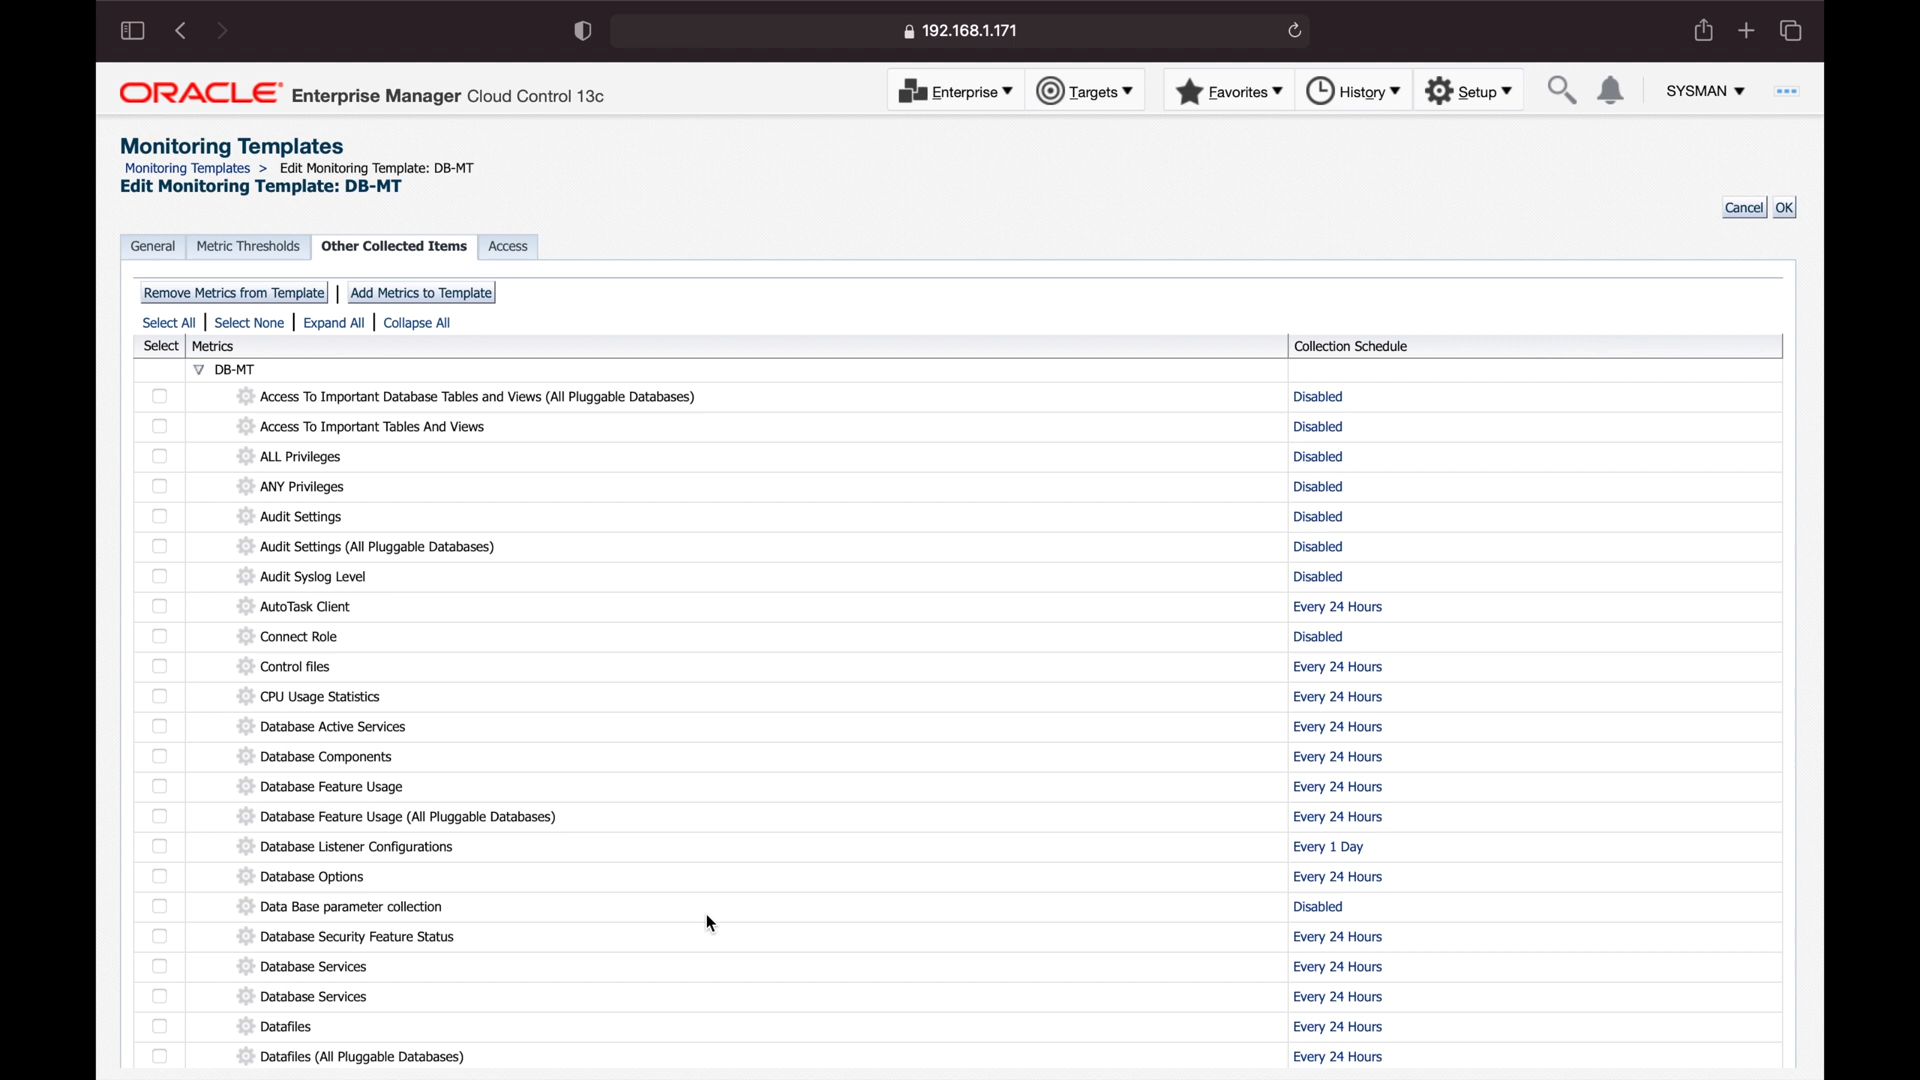 192.168.1.171
ORACLE Enterprise Manager Cloud Control 13c
Enterprise Targets Favorites History Setup SYSMAN
Monitoring Templates
Monitoring Templates > Edit Monitoring Template: DB-MT
Edit Monitoring Template: DB-MT
Cancel OK
General Metric Thresholds Other Collected Items Access
Remove Metrics from Template | Add Metrics to Template
Select All | Select None | Expand All | Collapse All
Select Metrics Collection Schedule
DB-MT
Access To Important Database Tables and Views (All Pluggable Databases) Disabled
Access To Important Tables And Views Disabled
ALL Privileges Disabled
ANY Privileges Disabled
Audit Settings Disabled
Audit Settings (All Pluggable Databases) Disabled
Audit Syslog Level Disabled
AutoTask Client Every 24 Hours
Connect Role Disabled
Control files Every 24 Hours
CPU Usage Statistics Every 24 Hours
Database Active Services Every 24 Hours
Database Components Every 24 Hours
Database Feature Usage Every 24 Hours
Database Feature Usage (All Pluggable Databases) Every 24 Hours
Database Listener Configurations Every 1 Day
Database Options Every 24 Hours
Data Base parameter collection Disabled
Database Security Feature Status Every 24 Hours
Database Services Every 24 Hours
Database Services Every 24 Hours
Datafiles Every 24 Hours
Datafiles (All Pluggable Databases) Every 24 Hours